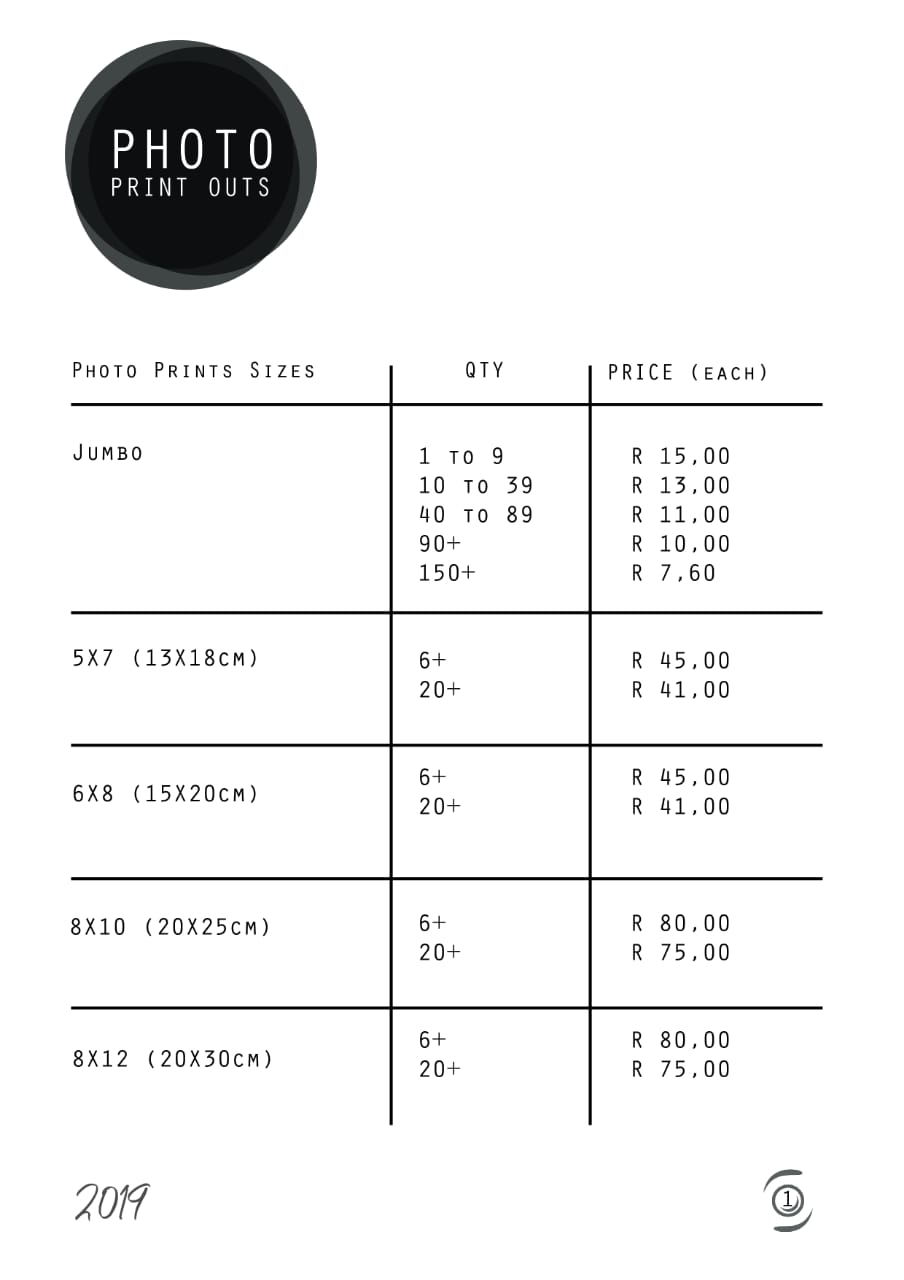 PHOTO
PRINT OUTS
Photo Prints Sizes QTY PRICE (each)
Jumbo 1 to 9 R 15,00
10 to 39 R 13,00
40 to 89 R 11,00
90+ R 10,00
150+ R 7,60
5X7 (13X18cm) 6+ R 45,00
20+ R 41,00
6X8 (15X20cm) 6+ R 45,00
20+ R 41,00
8X10 (20X25cm) 6+ R 80,00
20+ R 75,00
8X12 (20X30cm) 6+ R 80,00
20+ R 75,00
2019 1